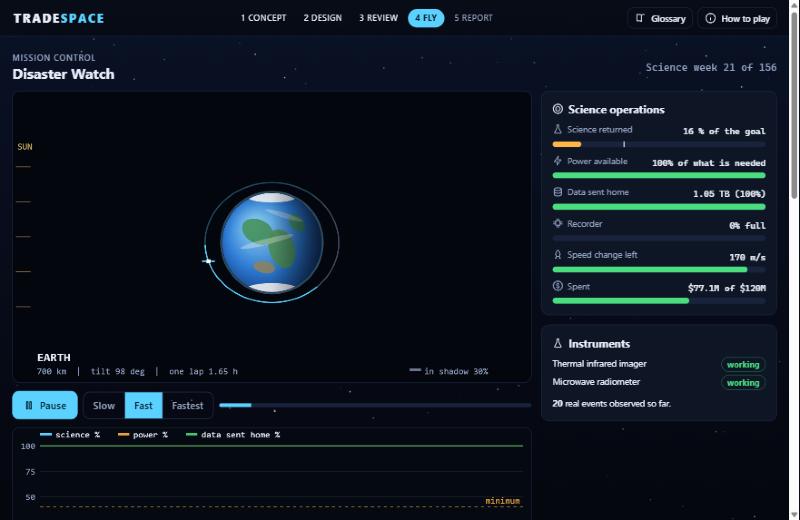 TRADESPACE
1 CONCEPT
2 DESIGN
3 REVIEW
4 FLY
5 REPORT
Glossary
How to play
MISSION CONTROL
Disaster Watch
Science week 21 of 156
SUN
EARTH
700 km | tilt 98 deg | one lap 1.65 h
in shadow 30%
Pause
Slow
Fast
Fastest
science %
power %
data sent home %
100
75
50
minimum
Science operations
Science returned 16 % of the goal
Power available 100% of what is needed
Data sent home 1.05 TB (100%)
Recorder 0% full
Speed change left 170 m/s
Spent $77.1M of $120M
Instruments
Thermal infrared imager working
Microwave radiometer working
20 real events observed so far.